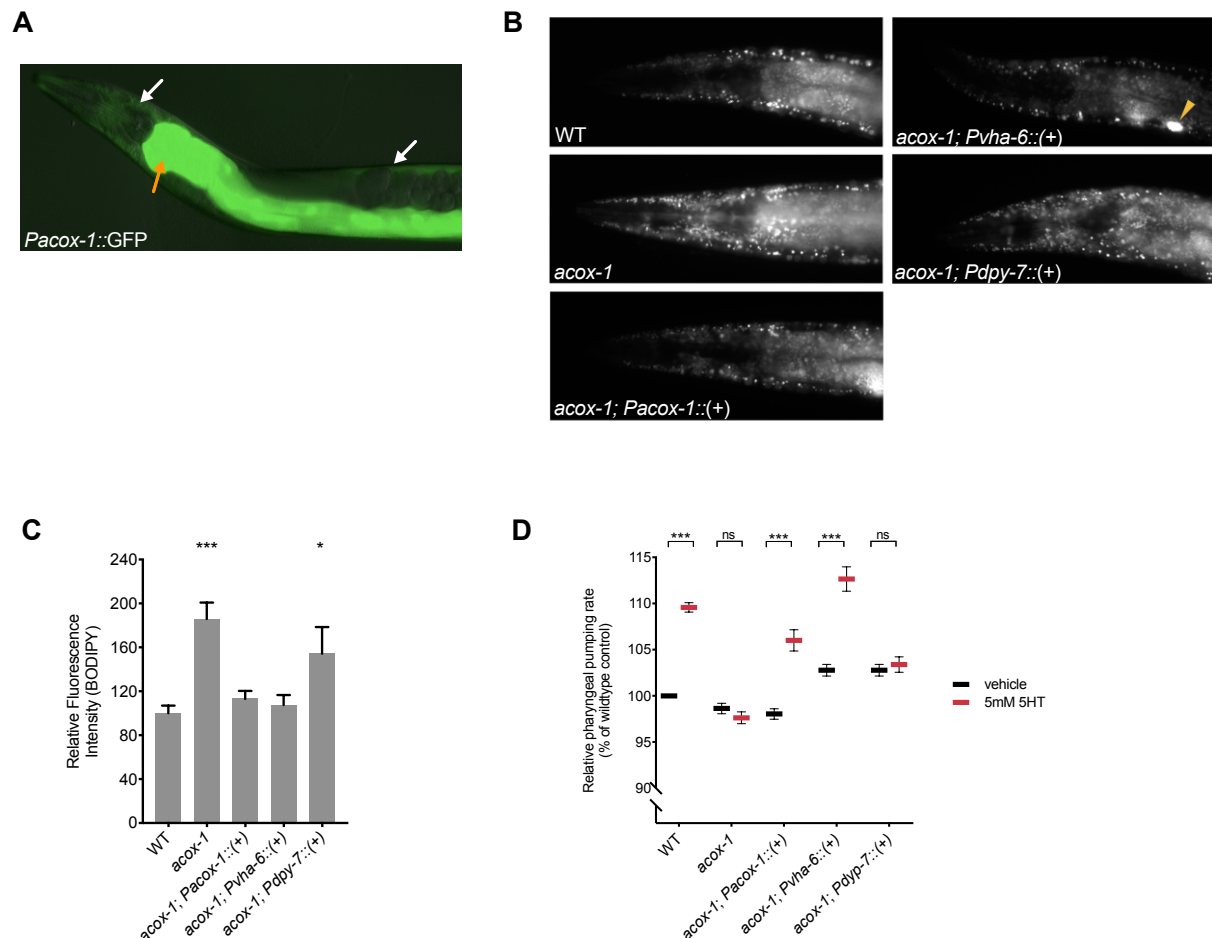 A
Pacox-1::GFP
B
WT
acox-1; Pvha-6::(+)
acox-1
acox-1; Pdpy-7::(+)
acox-1; Pacox-1::(+)
C
Relative Fluorescence
Intensity (BODIPY)
240
200
160
120
80
40
0
*** *
WT
acox-1
acox-1; Pacox-1::(+)
acox-1; Pvha-6::(+)
acox-1; Pdpy-7::(+)
D
Relative pharyngeal pumping rate
(% of wildtype control)
*** ns *** *** ns
115
110
105
100
95
90
WT
acox-1
acox-1; Pacox-1::(+)
acox-1; Pvha-6::(+)
acox-1; Pdyp-7::(+)
vehicle
5mM 5HT